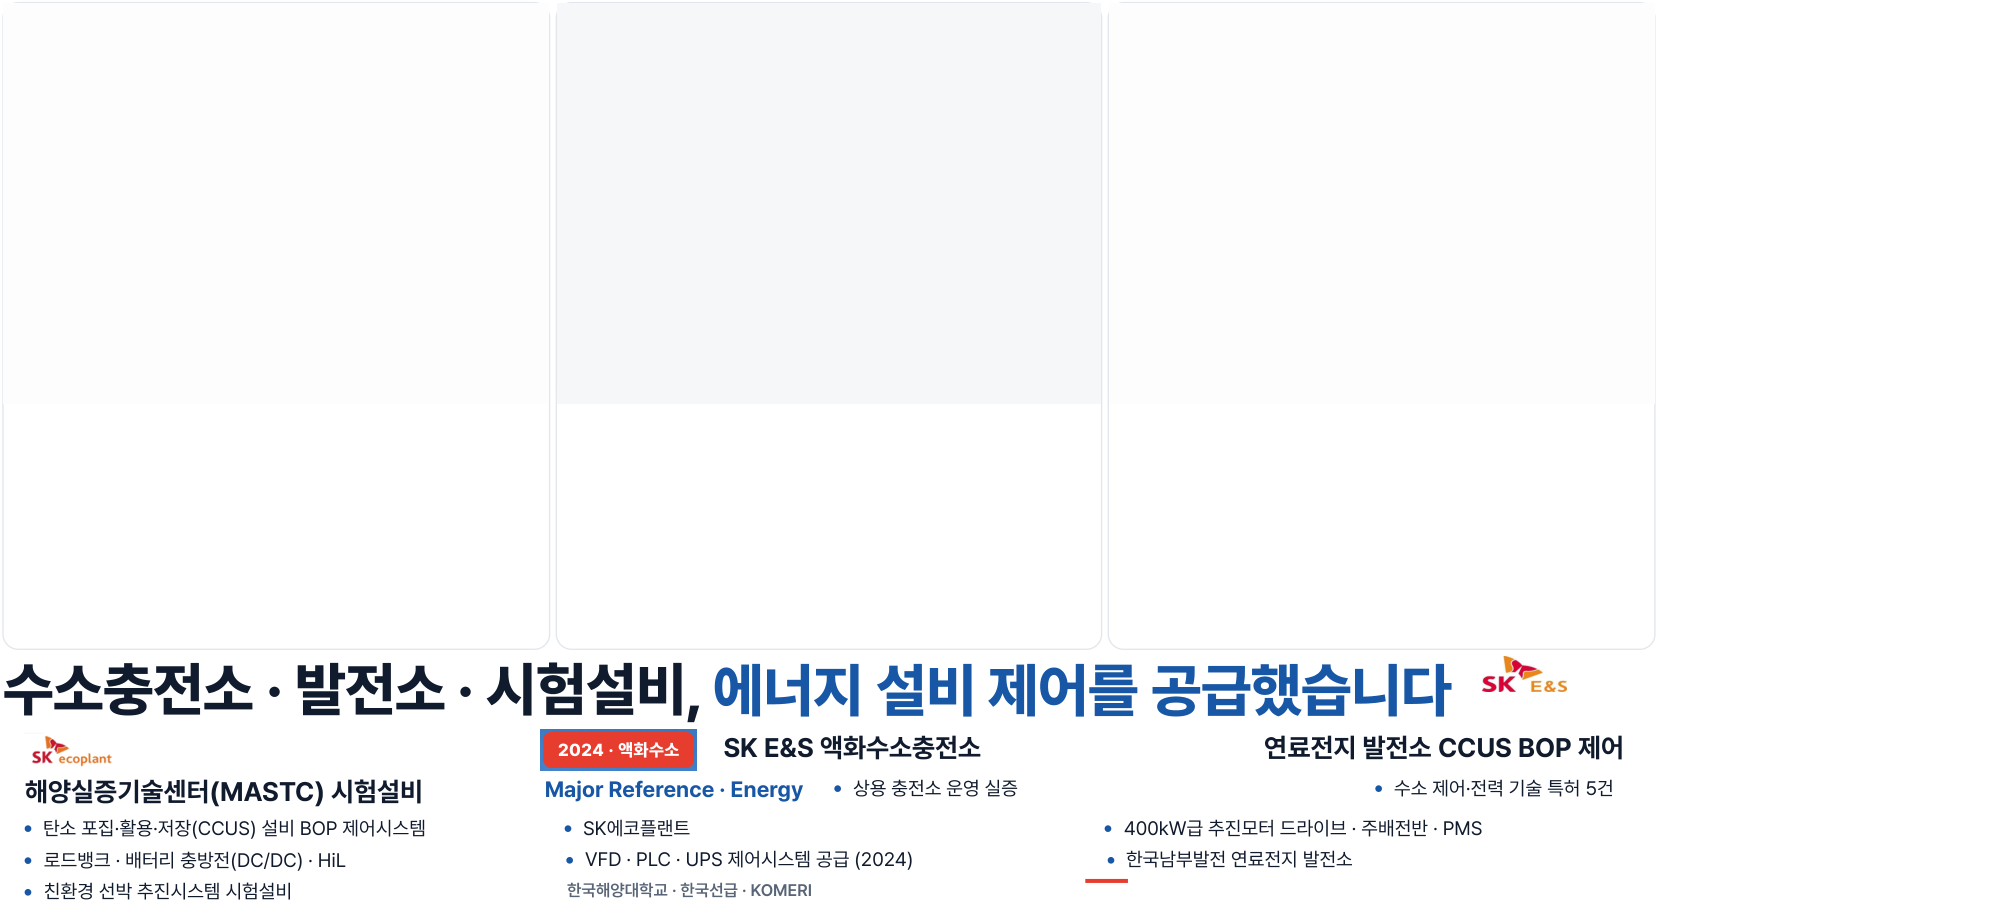 수소충전소 · 발전소 · 시험설비, 에너지 설비 제어를 공급했습니다
SK E&S
SK ecoplant
2024 · 액화수소
SK E&S 액화수소충전소
연료전지 발전소 CCUS BOP 제어
해양실증기술센터(MASTC) 시험설비
Major Reference · Energy
• 상용 충전소 운영 실증
• 수소 제어·전력 기술 특허 5건
• 탄소 포집·활용·저장(CCUS) 설비 BOP 제어시스템
• SK에코플랜트
• 400kW급 추진모터 드라이브 · 주배전반 · PMS
• 로드뱅크 · 배터리 충방전(DC/DC) · HiL
• VFD · PLC · UPS 제어시스템 공급 (2024)
• 한국남부발전 연료전지 발전소
• 친환경 선박 추진시스템 시험설비
한국해양대학교 · 한국선급 · KOMERI